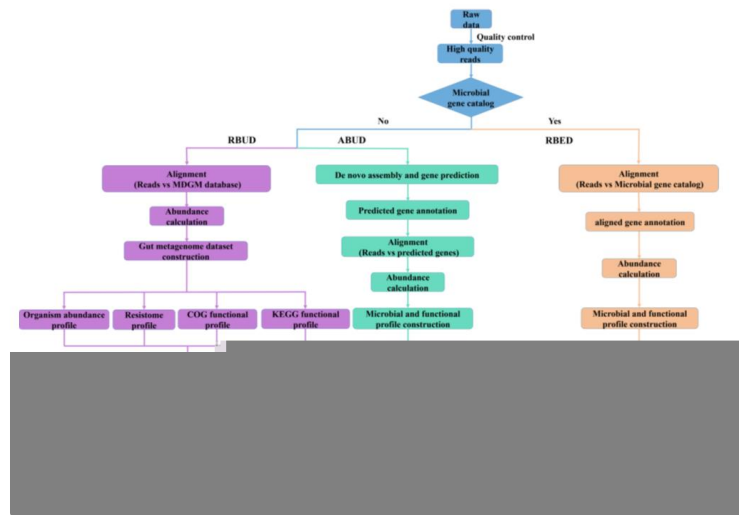 Raw
data
Quality control
High quality
reads
Microbial
gene catalog
No
Yes
RBUD
ABUD
RBED
Alignment
(Reads vs MDGM database)
De novo assembly and gene prediction
Alignment
(Reads vs Microbial gene catalog)
Abundance
calculation
Predicted gene annotation
aligned gene annotation
Gut metagenome dataset
construction
Alignment
(Reads vs predicted genes)
Abundance
calculation
Abundance
calculation
Organism abundance
profile
Resistome
profile
COG functional
profile
KEGG functional
profile
Microbial and functional
profile construction
Microbial and functional
profile construction